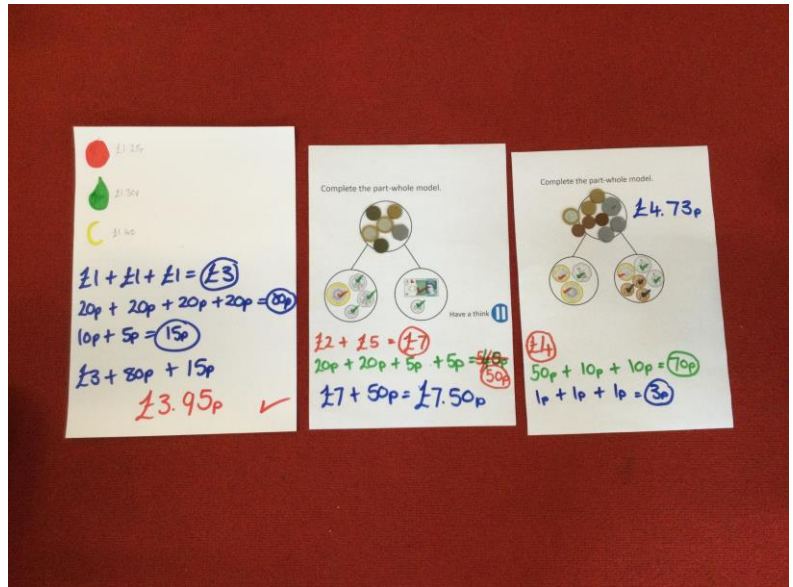 £1.25p
£1.30p
£1.40
£1 + £1 + £1 = £3
20p + 20p + 20p + 20p = 80p
10p + 5p = 15p
£3 + 80p + 15p
£3.95p
Complete the part-whole model.
Have a think
£2 + £5 = £7
20p + 20p + 5p + 5p =
50p
£7 + 50p = £7.50p
Complete the part-whole model.
£4.73p
£4
50p + 10p + 10p = 70p
1p + 1p + 1p = 3p